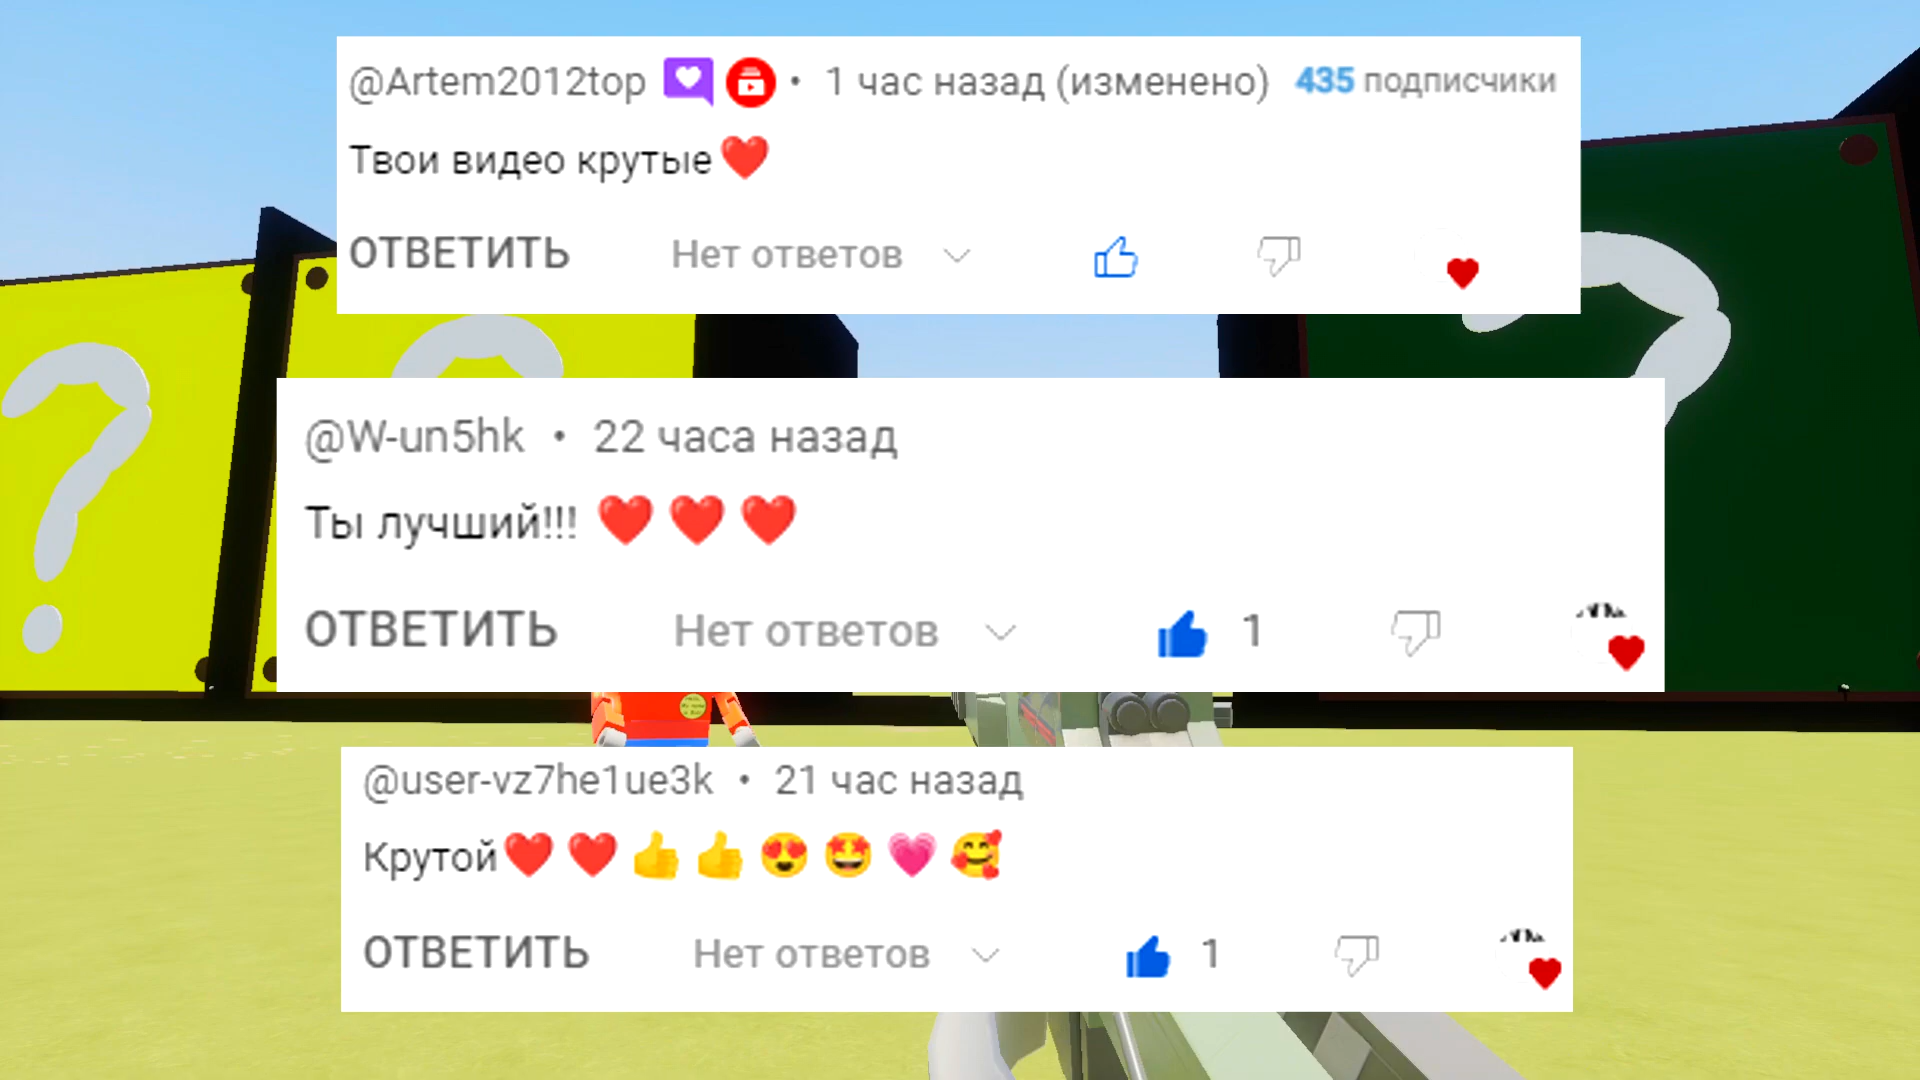 @Artem2012top • 1 час назад (изменено) 435 подписчики
Твои видео крутые❤️
ОТВЕТИТЬ Нет ответов
@W-un5hk • 22 часа назад
Ты лучший!!! ❤️❤️❤️
ОТВЕТИТЬ Нет ответов 1
@user-vz7he1ue3k • 21 час назад
Крутой❤️❤️👍👍😍🤩💗🥰
ОТВЕТИТЬ Нет ответов 1